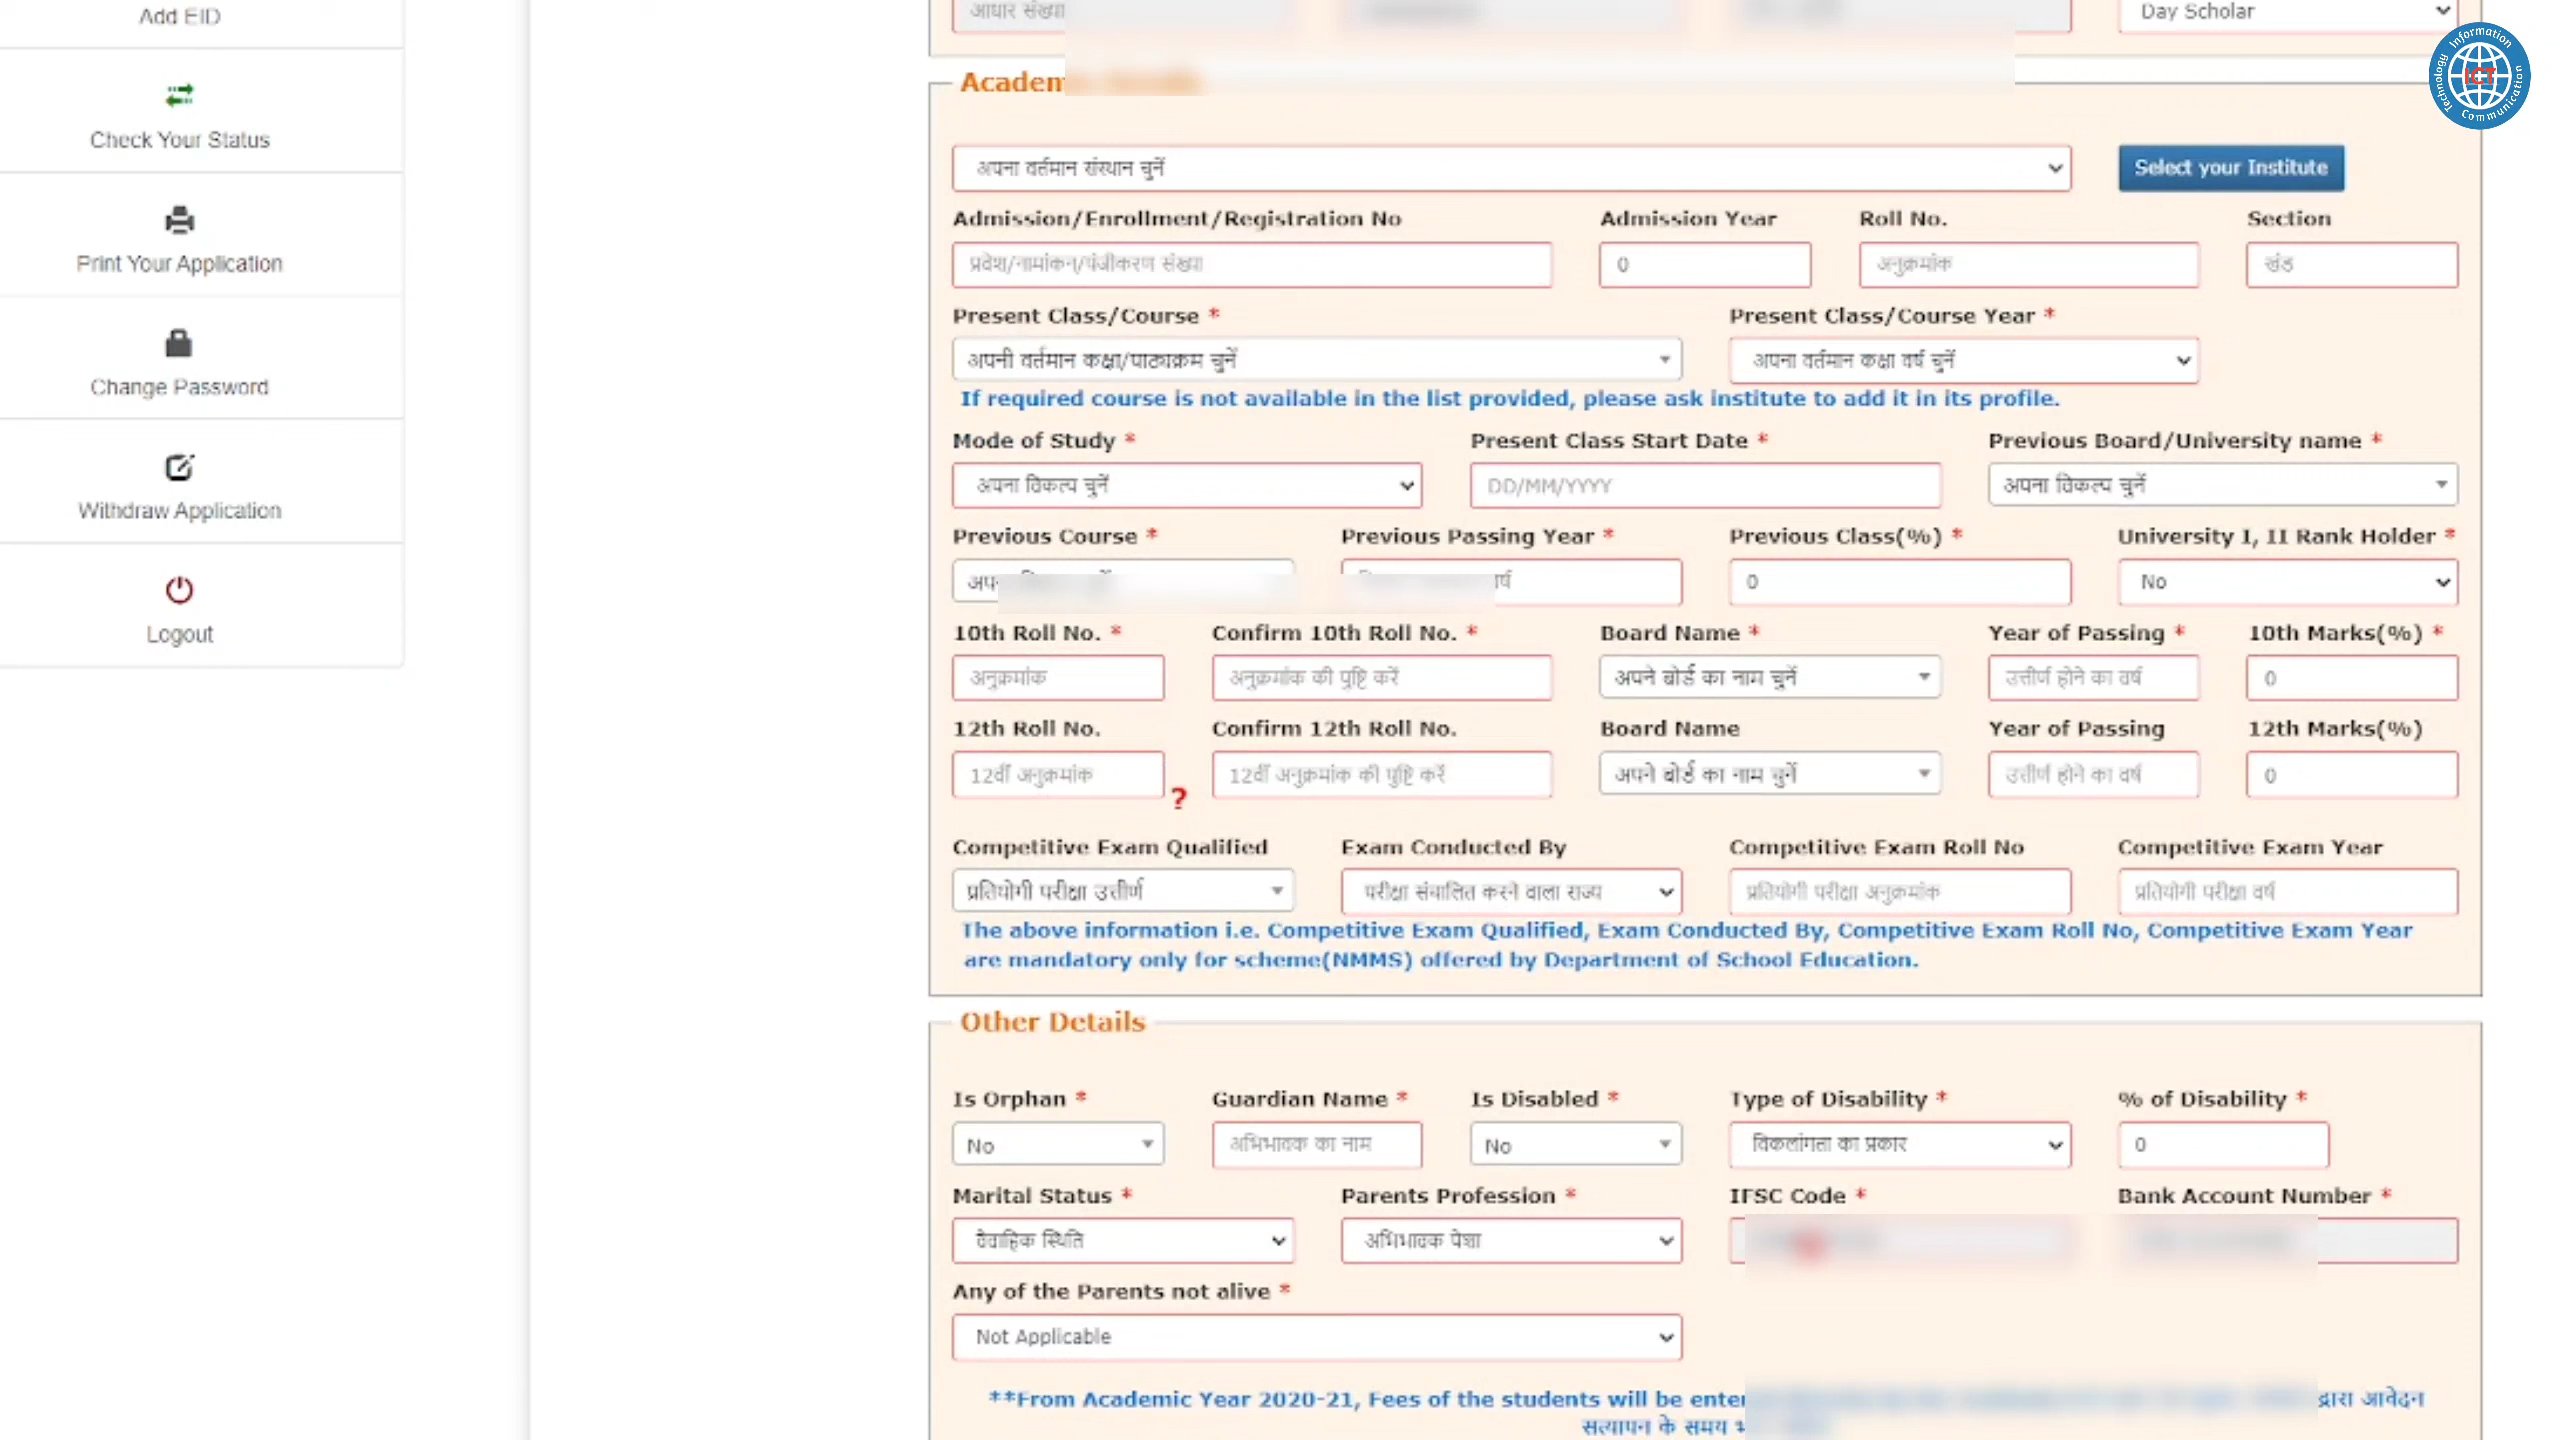 Add EID
Check Your Status
Print Your Application
Change Password
Withdraw Application
Logout
आधार संख्या
Day Scholar
Information
Communication
Technology
ICT
अपना वर्तमान संस्थान चुनें
Select your Institute
Admission/Enrollment/Registration No Admission Year Roll No. Section
प्रवेश/नामांकन/पंजीकरण संख्या 0 अनुक्रमांक खंड
Present Class/Course * Present Class/Course Year *
अपनी वर्तमान कक्षा/पाठ्यक्रम चुनें अपना वर्तमान कक्षा वर्ष चुनें
If required course is not available in the list provided, please ask institute to add it in its profile.
Mode of Study * Present Class Start Date * Previous Board/University name *
अपना विकल्प चुनें DD/MM/YYYY अपना विकल्प चुनें
Previous Course * Previous Passing Year * Previous Class(%) * University I, II Rank Holder *
0 No
10th Roll No. * Confirm 10th Roll No. * Board Name * Year of Passing * 10th Marks(%) *
अनुक्रमांक अनुक्रमांक की पुष्टि करें अपने बोर्ड का नाम चुनें उत्तीर्ण होने का वर्ष 0
12th Roll No. Confirm 12th Roll No. Board Name Year of Passing 12th Marks(%)
12वीं अनुक्रमांक ? 12वीं अनुक्रमांक की पुष्टि करें अपने बोर्ड का नाम चुनें उत्तीर्ण होने का वर्ष 0
Competitive Exam Qualified Exam Conducted By Competitive Exam Roll No Competitive Exam Year
प्रतियोगी परीक्षा उत्तीर्ण परीक्षा संचालित करने वाला राज्य प्रतियोगी परीक्षा अनुक्रमांक प्रतियोगी परीक्षा वर्ष
The above information i.e. Competitive Exam Qualified, Exam Conducted By, Competitive Exam Roll No, Competitive Exam Year
are mandatory only for scheme(NMMS) offered by Department of School Education.
Other Details
Is Orphan * Guardian Name * Is Disabled * Type of Disability * % of Disability *
No अभिभावक का नाम No विकलांगता का प्रकार 0
Marital Status * Parents Profession * IFSC Code * Bank Account Number *
वैवाहिक स्थिति अभिभावक पेशा
Any of the Parents not alive *
Not Applicable
**From Academic Year 2020-21, Fees of the students will be द्वारा आवेदन
सत्यापन के समय